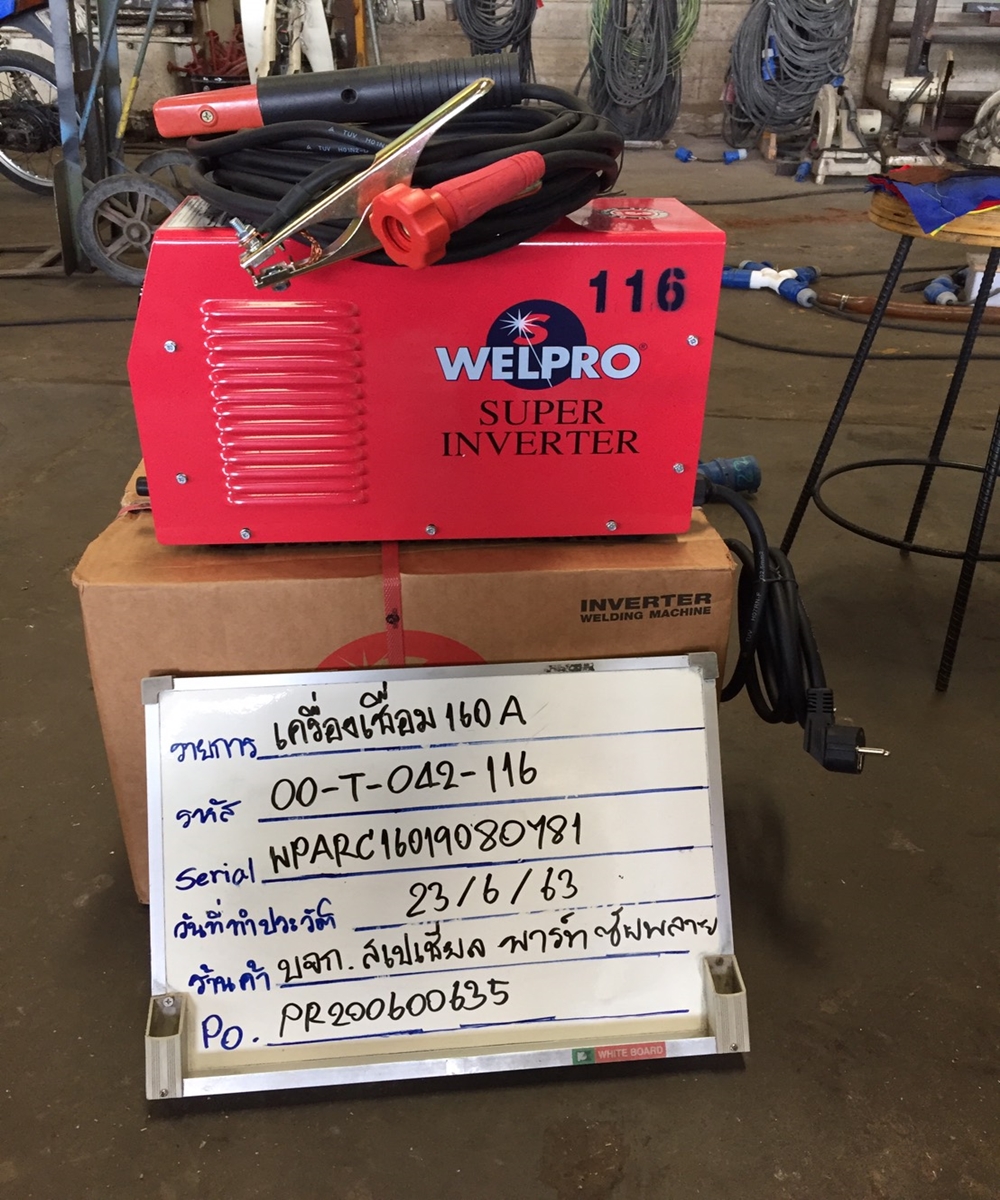 116
S
WELPRO®
SUPER
INVERTER
INVERTER
WELDING MACHINE
รายการ เครื่องเชื่อม 160 A
รหัส 00-T-042-116
Serial WPARC16019080781
วันที่ทำประวัติ 23/6/63
ร้านค้า บจก. สเปเชียล พาร์ท ซัพพลาย
PO. PR200600635
WHITE BOARD